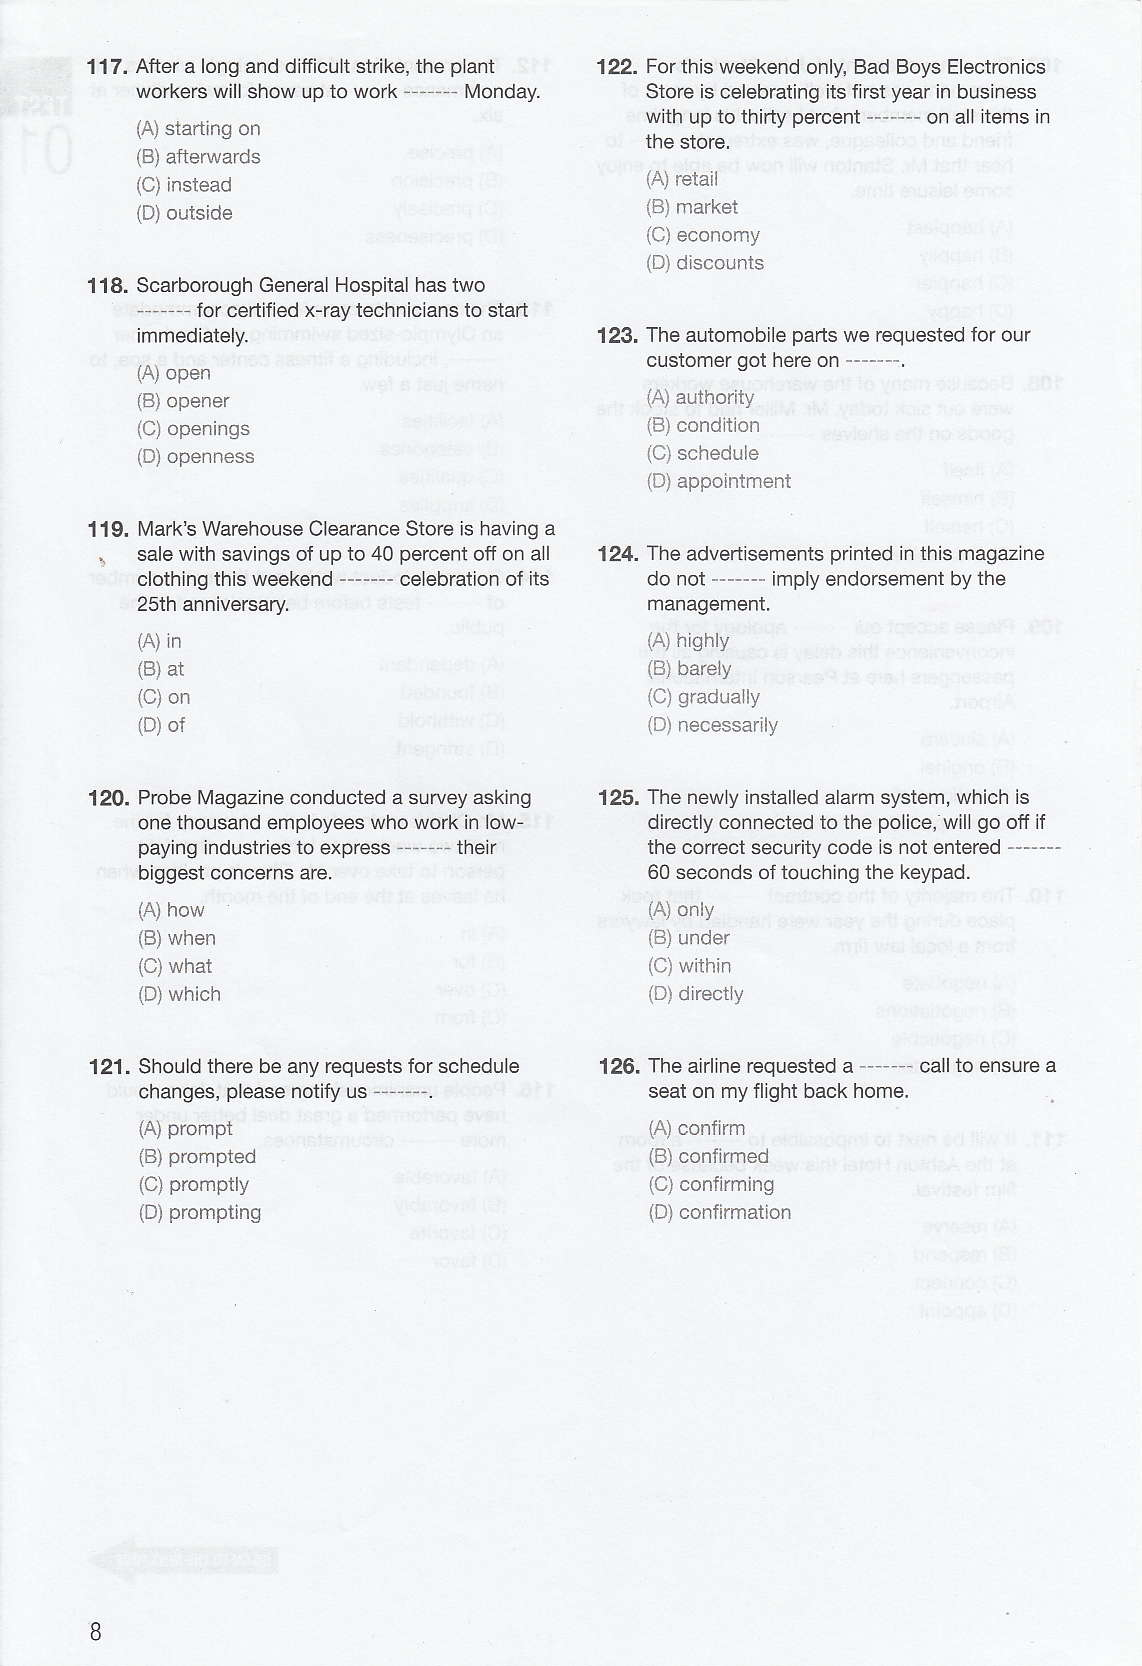 117. After a long and difficult strike, the plant
workers will show up to work ------- Monday.
(A) starting on
(B) afterwards
(C) instead
(D) outside
118. Scarborough General Hospital has two
------- for certified x-ray technicians to start
immediately.
(A) open
(B) opener
(C) openings
(D) openness
119. Mark's Warehouse Clearance Store is having a
sale with savings of up to 40 percent off on all
clothing this weekend ------- celebration of its
25th anniversary.
(A) in
(B) at
(C) on
(D) of
120. Probe Magazine conducted a survey asking
one thousand employees who work in low-
paying industries to express ------- their
biggest concerns are.
(A) how
(B) when
(C) what
(D) which
121. Should there be any requests for schedule
changes, please notify us -------.
(A) prompt
(B) prompted
(C) promptly
(D) prompting
122. For this weekend only, Bad Boys Electronics
Store is celebrating its first year in business
with up to thirty percent ------- on all items in
the store.
(A) retail
(B) market
(C) economy
(D) discounts
123. The automobile parts we requested for our
customer got here on -------.
(A) authority
(B) condition
(C) schedule
(D) appointment
124. The advertisements printed in this magazine
do not ------- imply endorsement by the
management.
(A) highly
(B) barely
(C) gradually
(D) necessarily
125. The newly installed alarm system, which is
directly connected to the police, will go off if
the correct security code is not entered -------
60 seconds of touching the keypad.
(A) only
(B) under
(C) within
(D) directly
126. The airline requested a ------- call to ensure a
seat on my flight back home.
(A) confirm
(B) confirmed
(C) confirming
(D) confirmation
8